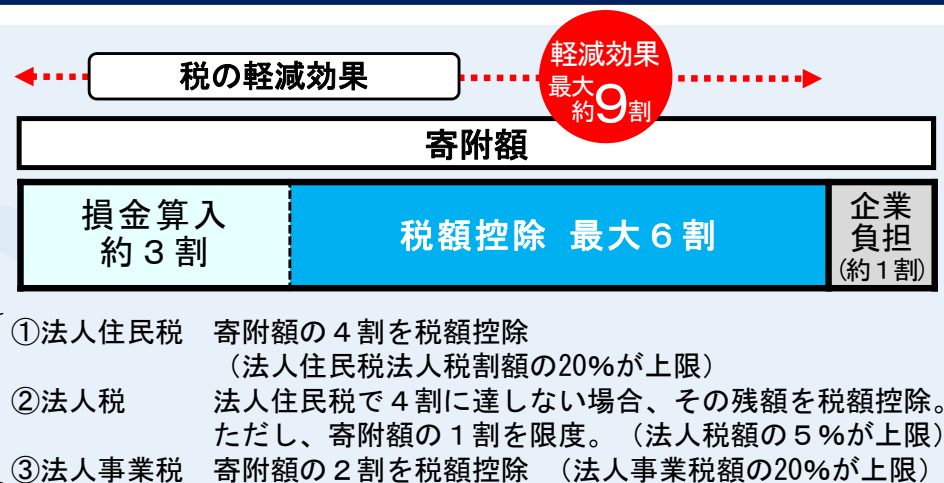 税の軽減効果
軽減効果
最大
約9割
寄附額
損金算入
約３割
税額控除 最大６割
企業
負担
(約１割)
①法人住民税 寄附額の４割を税額控除
（法人住民税法人税割額の20%が上限）
②法人税 法人住民税で４割に達しない場合、その残額を税額控除。
ただし、寄附額の１割を限度。（法人税額の５%が上限）
③法人事業税 寄附額の２割を税額控除 （法人事業税額の20%が上限）